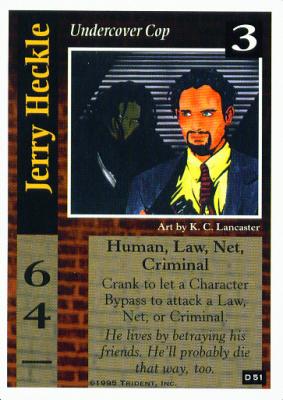 Jerry Heckle
Undercover Cop
3
Art by K. C. Lancaster
6
4
—
Human, Law, Net,
Criminal
Crank to let a Character
Bypass to attack a Law,
Net, or Criminal.
He lives by betraying his
friends. He'll probably die
that way, too.
©1995 TRIDENT, INC.
D 51